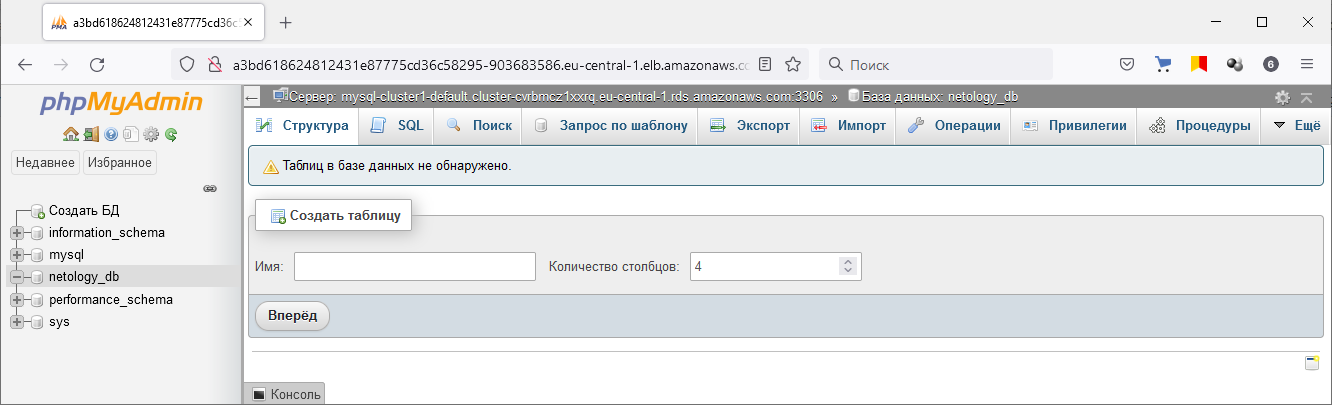 a3bd618624812431e87775cd36c5
a3bd618624812431e87775cd36c58295-903683586.eu-central-1.elb.amazonaws.co
Поиск
6
phpMyAdmin
Недавнее Избранное
Создать БД
information_schema
mysql
netology_db
performance_schema
sys
Сервер: mysql-cluster1-default.cluster-cvrbmcz1xxrq.eu-central-1.rds.amazonaws.com:3306 » База данных: netology_db
Структура SQL Поиск Запрос по шаблону Экспорт Импорт Операции Привилегии Процедуры Ещё
Таблиц в базе данных не обнаружено.
Создать таблицу
Имя: Количество столбцов: 4
Вперёд
Консоль